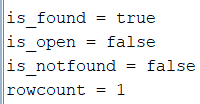 is_found = true
is_open = false
is_notfound = false
rowcount = 1